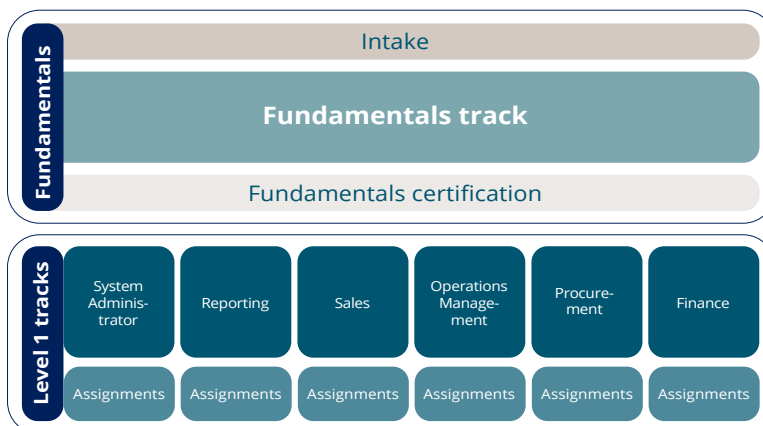 Fundamentals
Intake
Fundamentals track
Fundamentals certification
Level 1 tracks
System
Adminis-
trator
Reporting
Sales
Operations
Manage-
ment
Procure-
ment
Finance
Assignments
Assignments
Assignments
Assignments
Assignments
Assignments